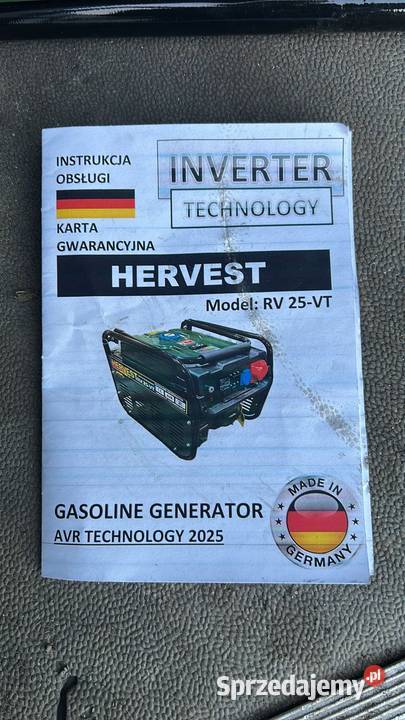 INSTRUKCJA
OBSŁUGI
KARTA
GWARANCYJNA
INVERTER
TECHNOLOGY
HERVEST
Model: RV 25-VT
HERVEST
GASOLINE GENERATOR
AVR TECHNOLOGY 2025
MADE IN
GERMANY
Sprzedajemy.pl